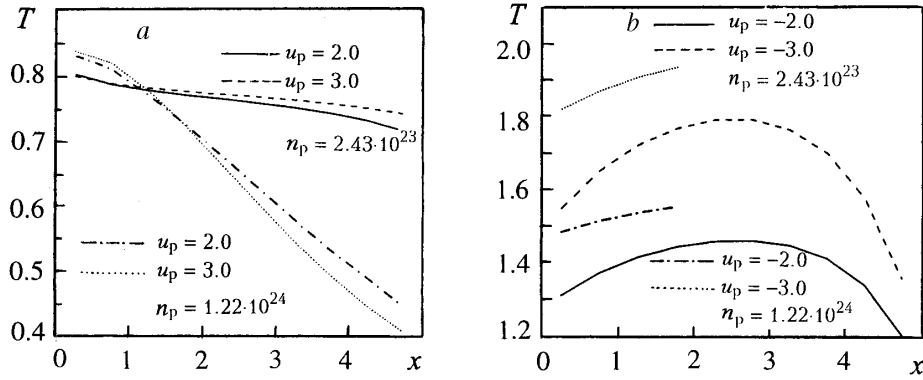 T
a
0.8
0.7
0.6
0.5
0.4
u_p = 2.0
u_p = 3.0
n_p = 2.43·10^23
u_p = 2.0
u_p = 3.0
n_p = 1.22·10^24
0 1 2 3 4 x
T
b
2.0
1.8
1.6
1.4
1.2
u_p = −2.0
u_p = −3.0
n_p = 2.43·10^23
u_p = −2.0
u_p = −3.0
n_p = 1.22·10^24
0 1 2 3 4 x